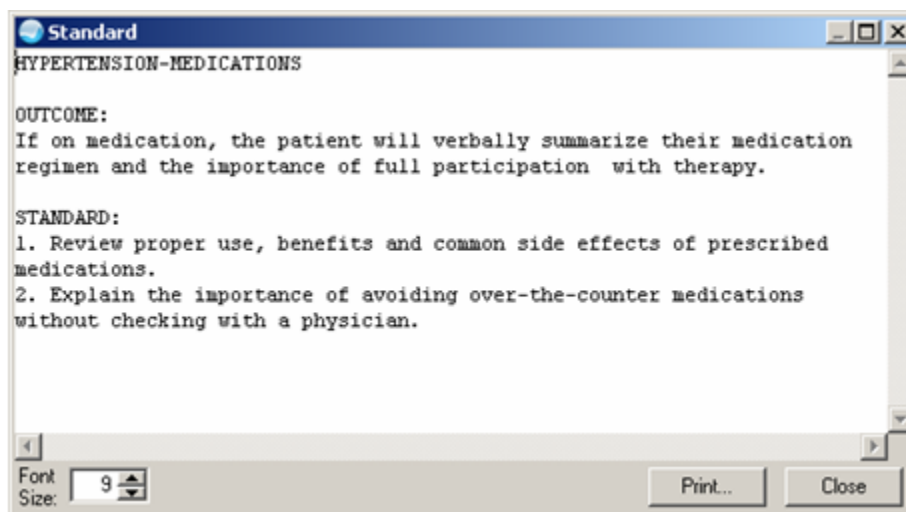 Standard
HYPERTENSION-MEDICATIONS
OUTCOME:
If on medication, the patient will verbally summarize their medication
regimen and the importance of full participation  with therapy.
STANDARD:
1. Review proper use, benefits and common side effects of prescribed
medications.
2. Explain the importance of avoiding over-the-counter medications
without checking with a physician.
Font
Size:
9
Print...
Close